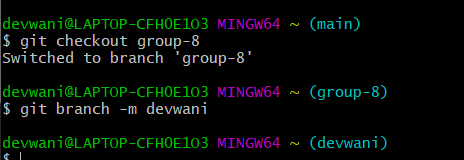 devwani@LAPTOP-CFH0E1O3 MINGW64 ~ (main)
$ git checkout group-8
Switched to branch 'group-8'
devwani@LAPTOP-CFH0E1O3 MINGW64 ~ (group-8)
$ git branch -m devwani
devwani@LAPTOP-CFH0E1O3 MINGW64 ~ (devwani)
$